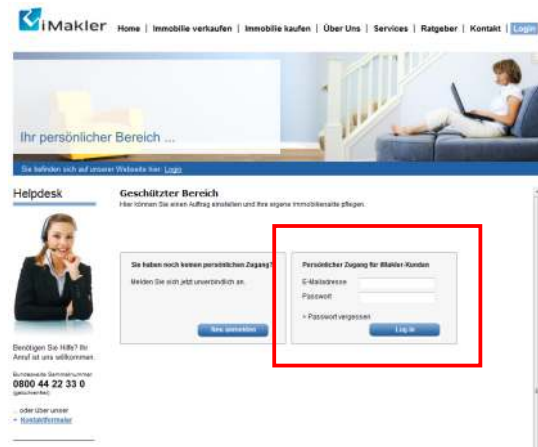 iMakler
Home | Immobilie verkaufen | Immobilie kaufen | Über Uns | Services | Ratgeber | Kontakt | Login
Ihr persönlicher Bereich ...
Sie befinden sich auf unserer Webseite hier: Login
Helpdesk
Geschützter Bereich
Hier können Sie einen Auftrag einstellen und Ihre eigene Immobilienseite pflegen.
Sie haben noch keinen persönlichen Zugang?
Melden Sie sich jetzt unverbindlich an.
Neu anmelden
Persönlicher Zugang für iMakler-Kunden
E-Mailadresse
Passwort
» Passwort vergessen
Log in
Benötigen Sie Hilfe? Ihr
Anruf ist uns willkommen.
Bundesweite Sammelnummer
0800 44 22 33 0
(gebührenfrei)
... oder über unser
» Kontaktformular